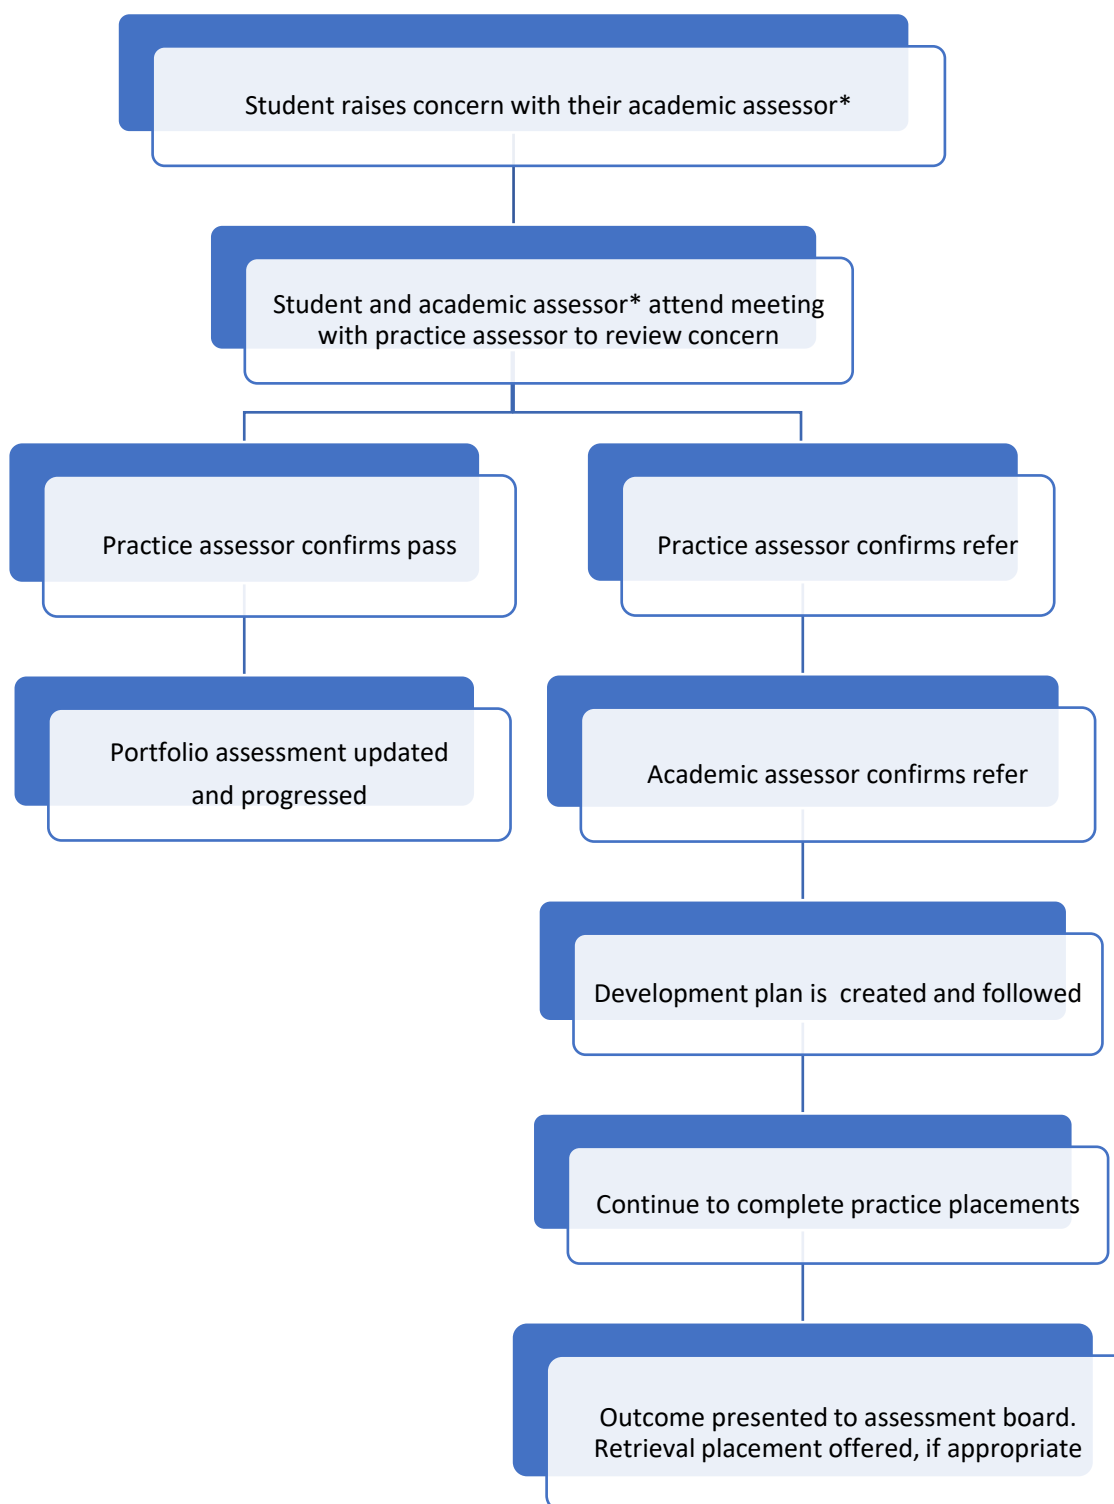 Student raises concern with their academic assessor*
Student and academic assessor* attend meeting
with practice assessor to review concern
Practice assessor confirms pass
Practice assessor confirms refer
Portfolio assessment updated
and progressed
Academic assessor confirms refer
Development plan is  created and followed
Continue to complete practice placements
Outcome presented to assessment board.
Retrieval placement offered, if appropriate